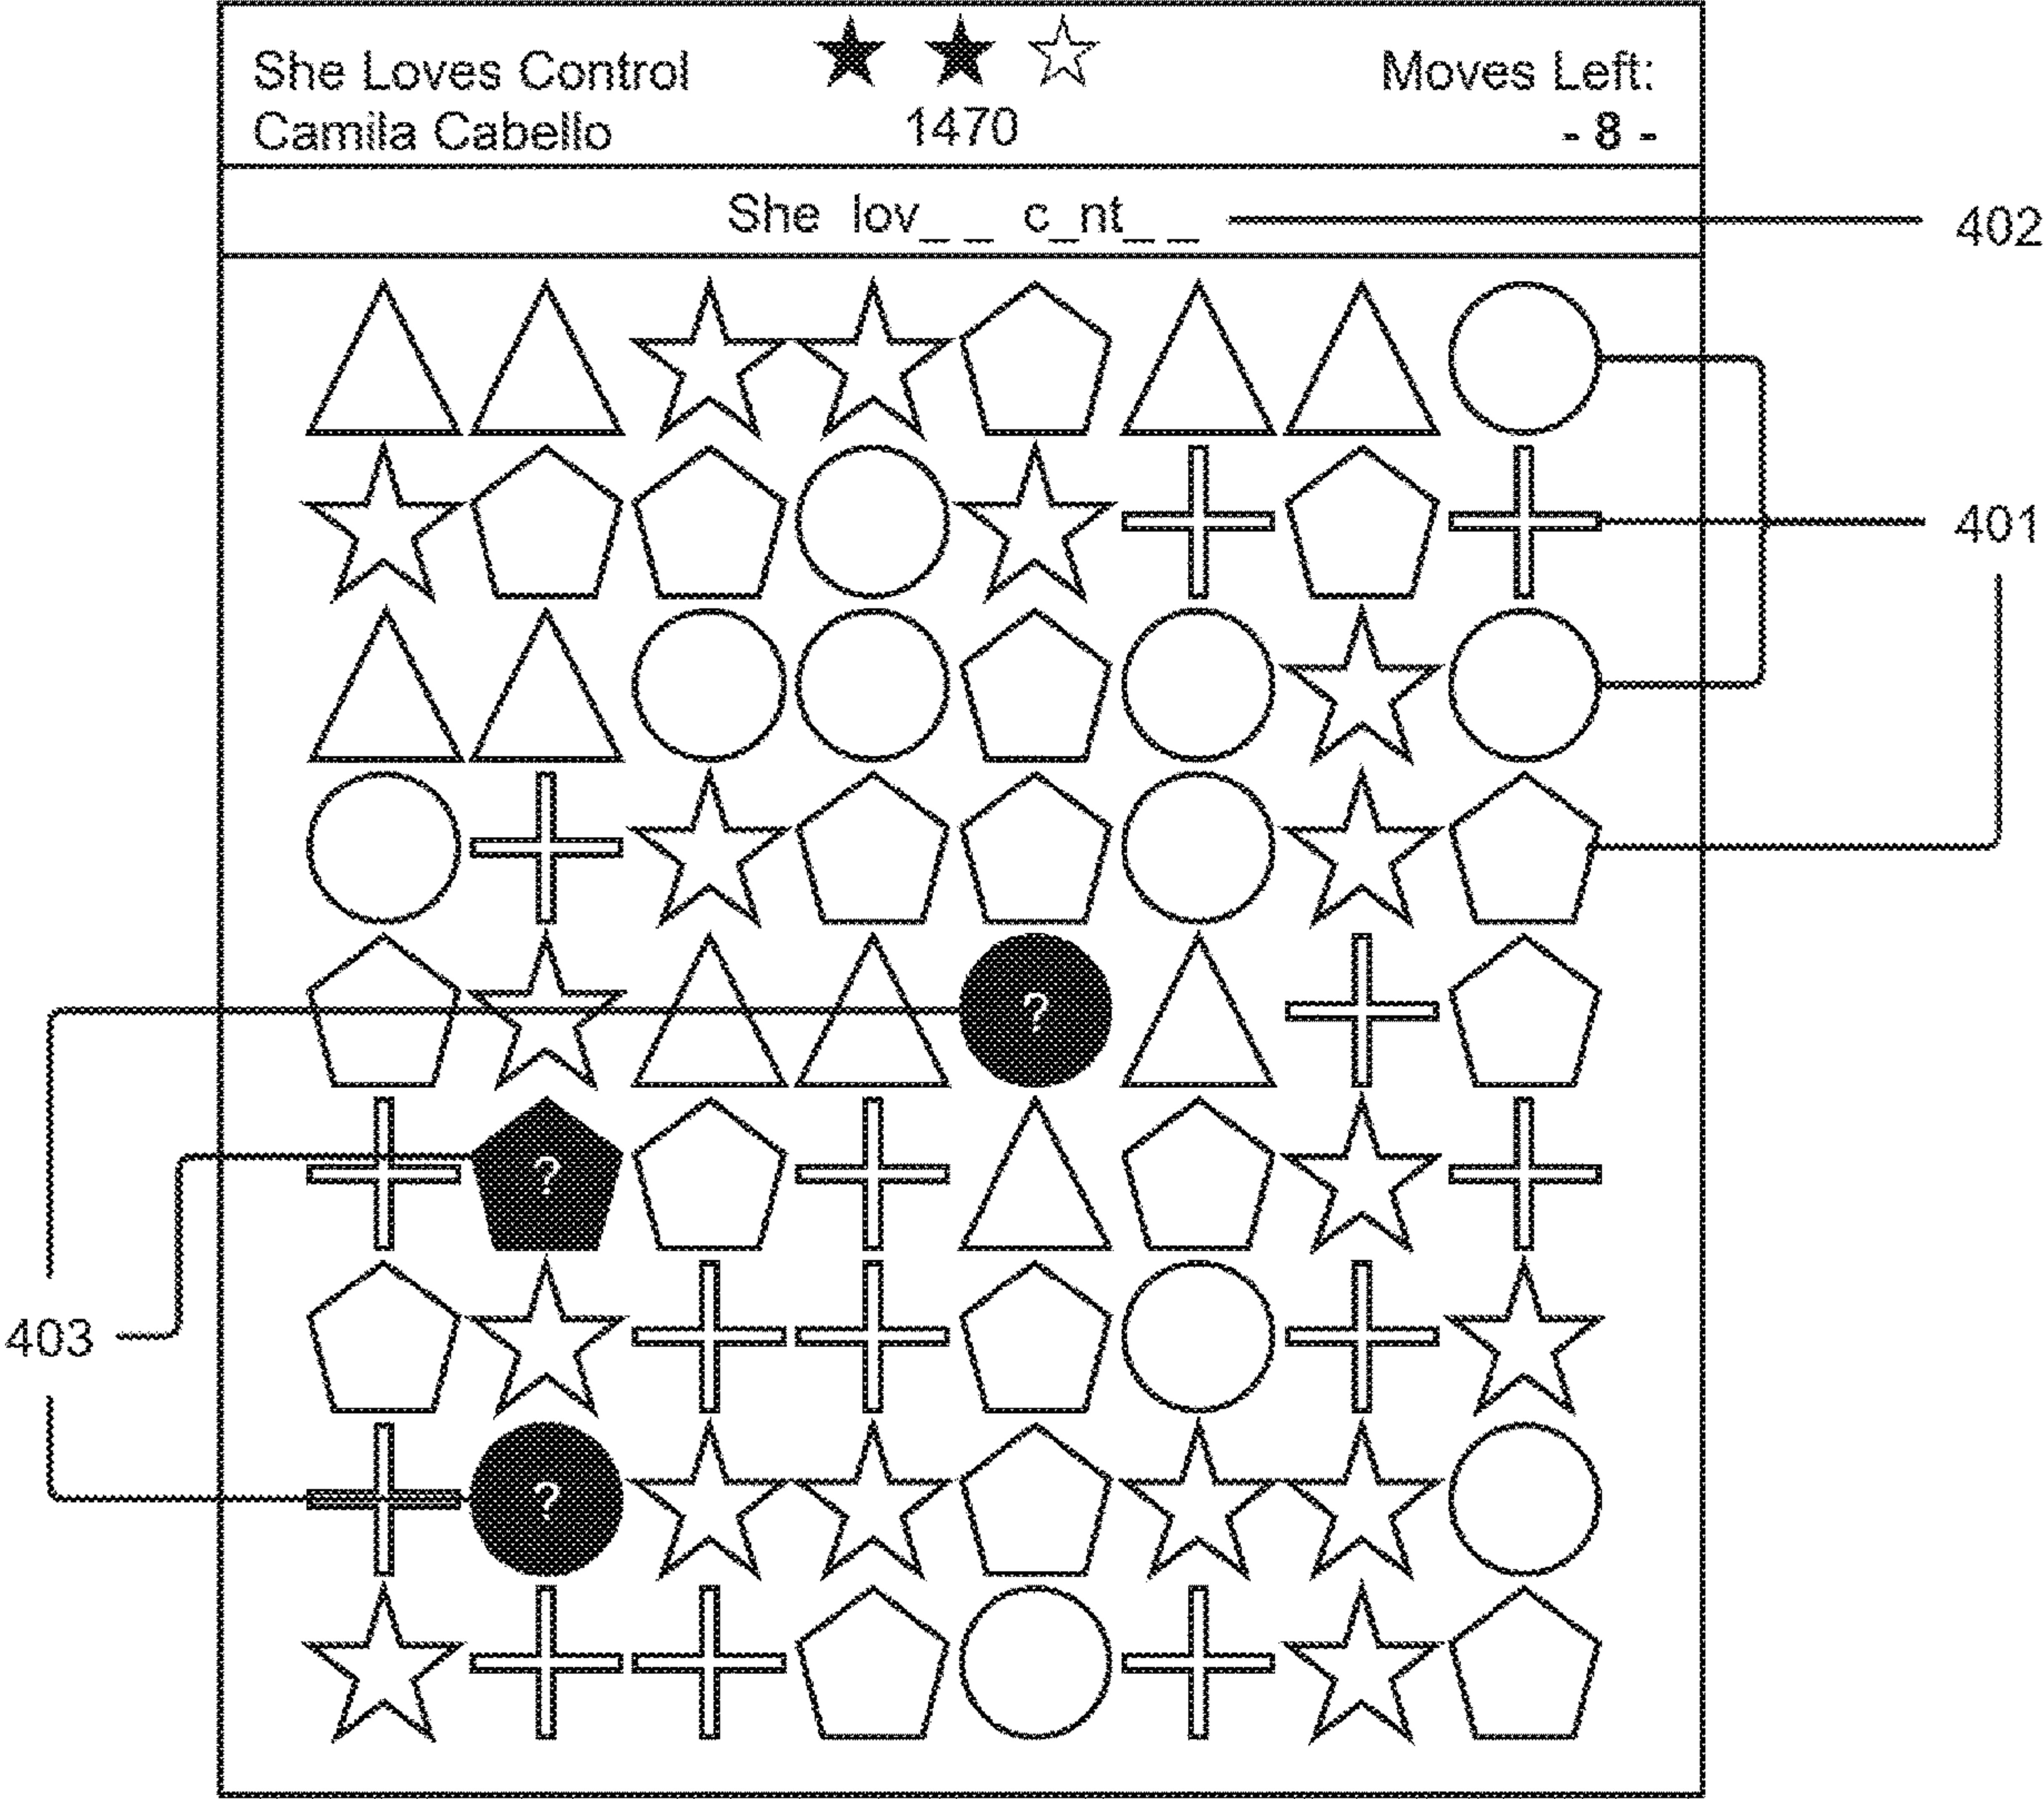 She Loves Control
Camila Cabello
1470
Moves Left:
- 8 -
She lov_ _ c_nt_ _
402
401
?
?
403
?